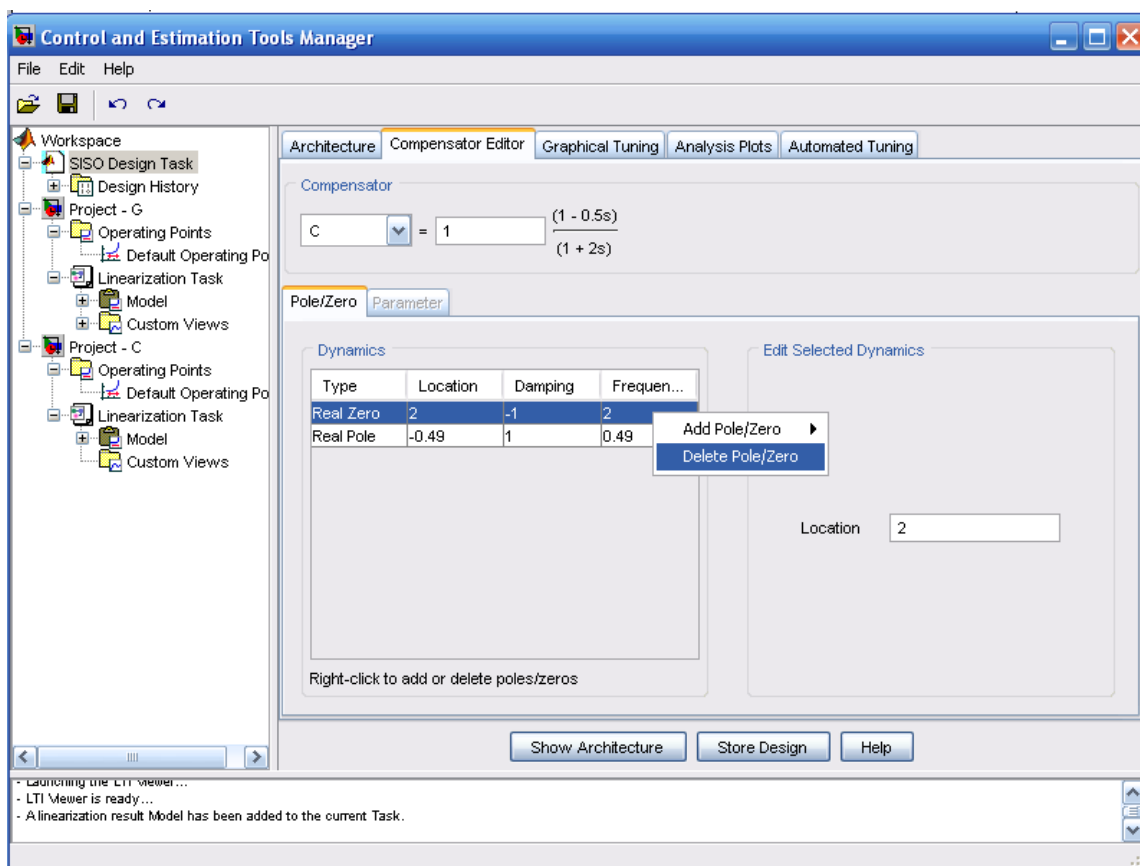 Control and Estimation Tools Manager
File Edit Help
Workspace
SISO Design Task
Design History
Project - G
Operating Points
Default Operating Po
Linearization Task
Model
Custom Views
Project - C
Operating Points
Default Operating Po
Linearization Task
Model
Custom Views
Architecture Compensator Editor Graphical Tuning Analysis Plots Automated Tuning
Compensator
C = 1 (1 - 0.5s)
(1 + 2s)
Pole/Zero Parameter
Dynamics
Type Location Damping Frequen...
Real Zero 2 -1 2
Real Pole -0.49 1 0.49
Add Pole/Zero
Delete Pole/Zero
Right-click to add or delete poles/zeros
Edit Selected Dynamics
Location 2
Show Architecture Store Design Help
- Launching the LTI Viewer...
- LTI Viewer is ready...
- A linearization result Model has been added to the current Task.